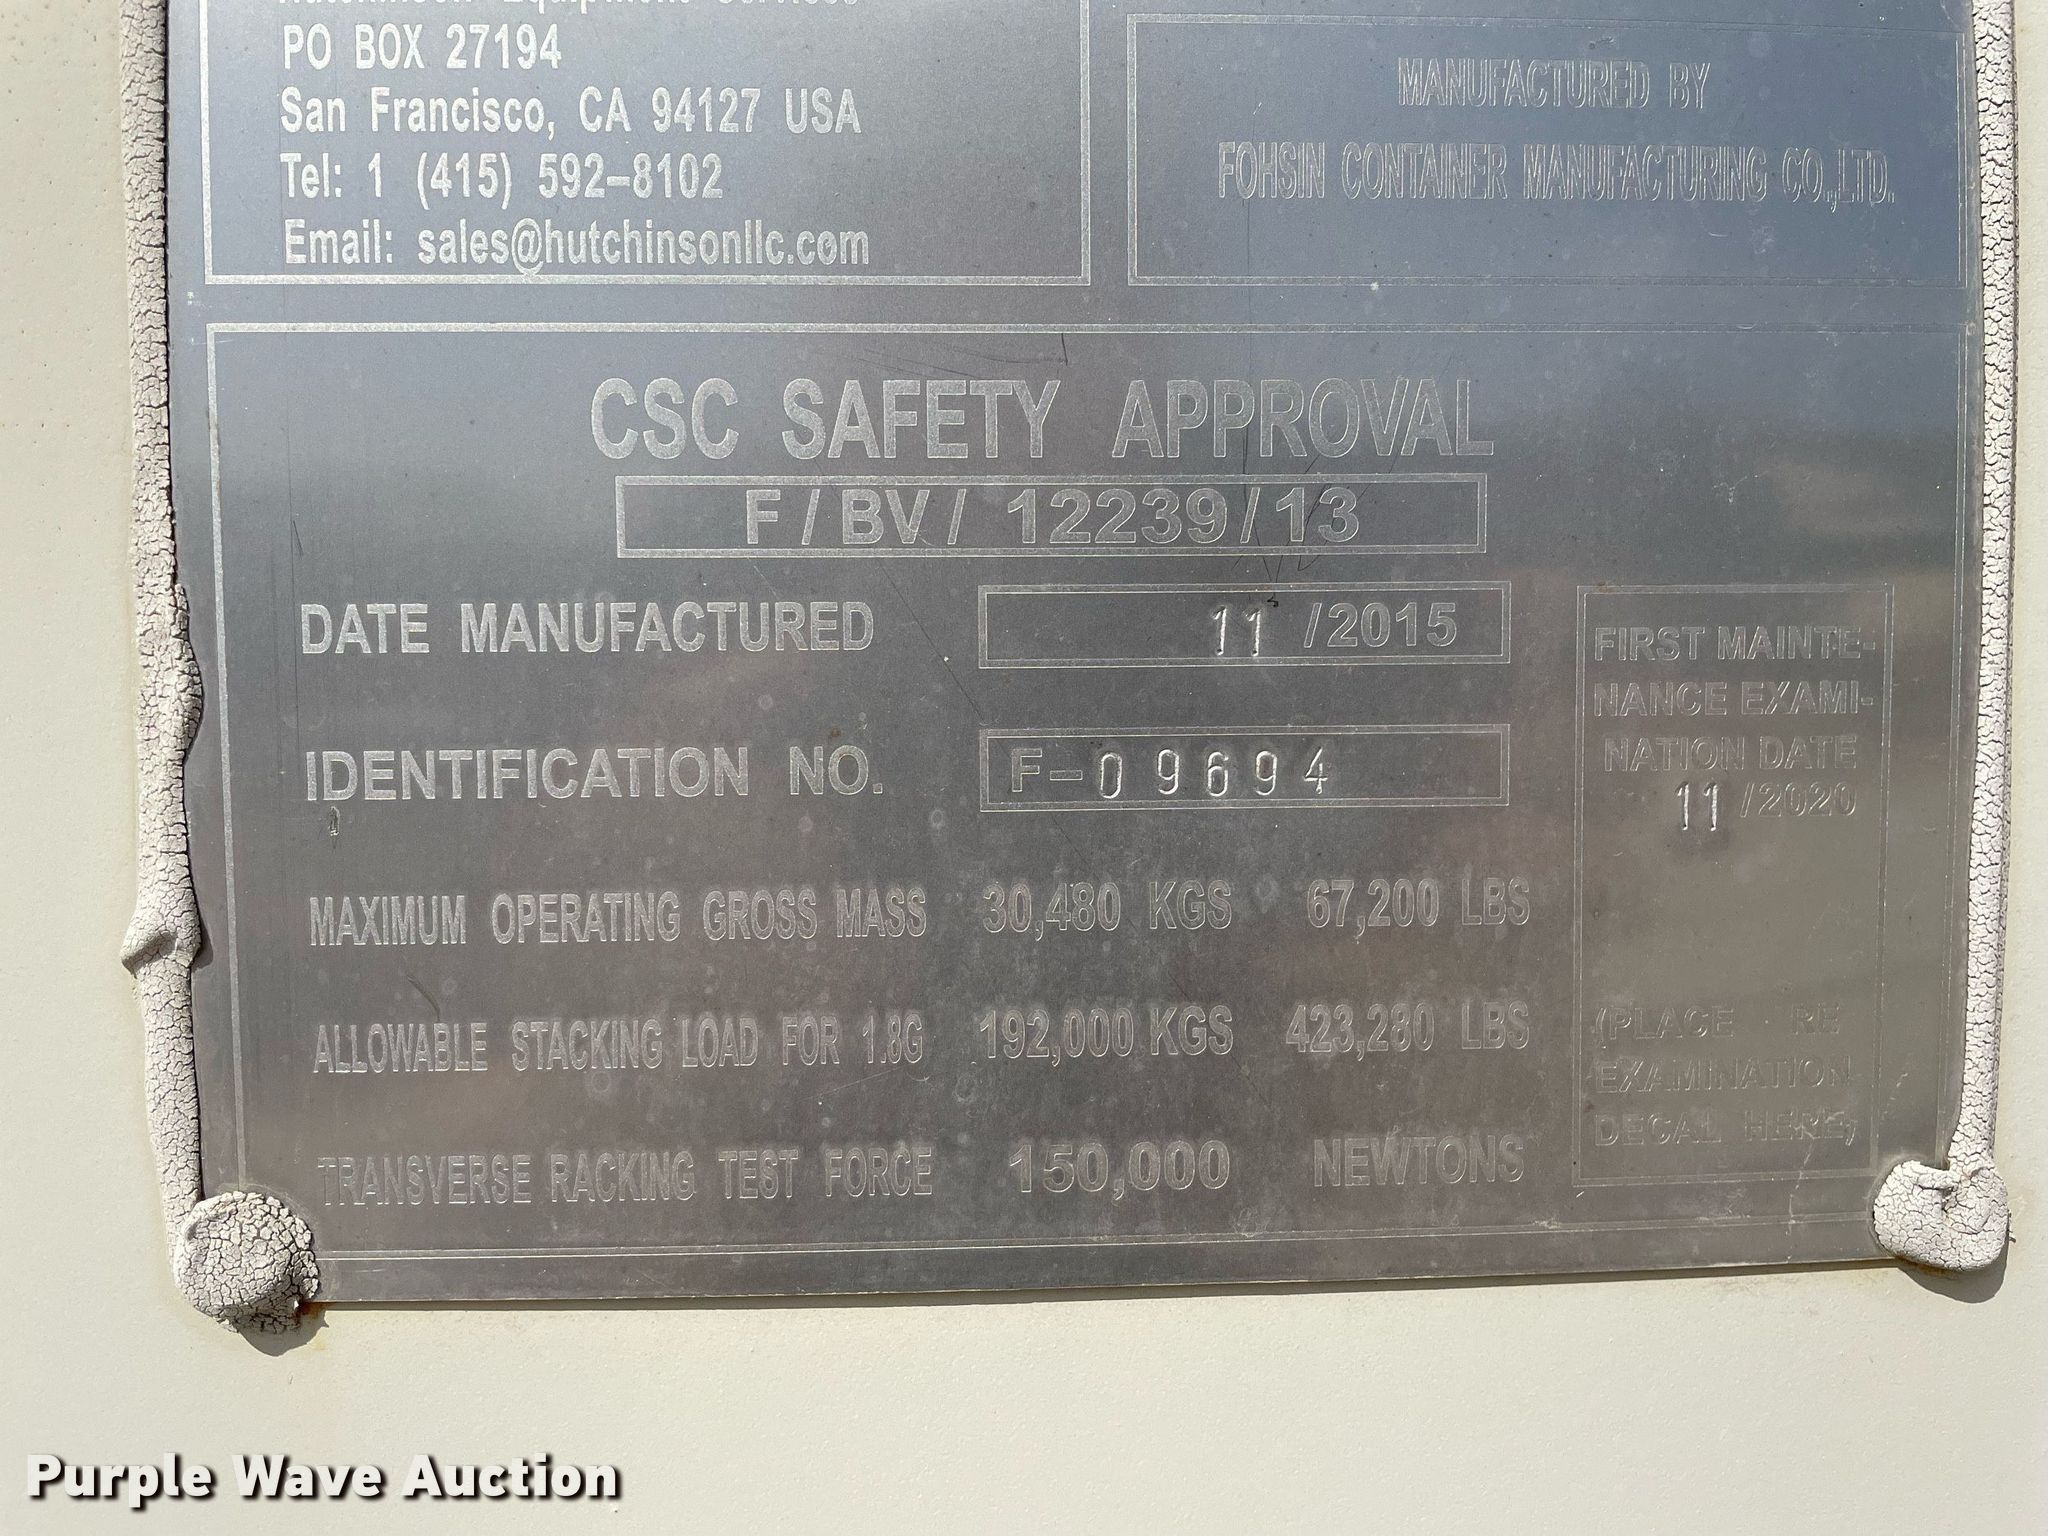 Hutchinson Equipment Services
PO BOX 27194
San Francisco, CA 94127 USA
Tel: 1 (415) 592-8102
Email: sales@hutchinsonllc.com
MANUFACTURED BY
FOHSIN CONTAINER MANUFACTURING CO.,LTD.
CSC SAFETY APPROVAL
F/BV/ 12239/13
DATE MANUFACTURED 11 /2015
IDENTIFICATION NO. F-09694
MAXIMUM OPERATING GROSS MASS 30,480 KGS 67,200 LBS
ALLOWABLE STACKING LOAD FOR 1.8G 192,000 KGS 423,280 LBS
TRANSVERSE RACKING TEST FORCE 150,000 NEWTONS
FIRST MAINTE-
NANCE EXAMI-
NATION DATE
11 /2020
(PLACE RE
EXAMINATION
DECAL HERE)
Purple Wave Auction